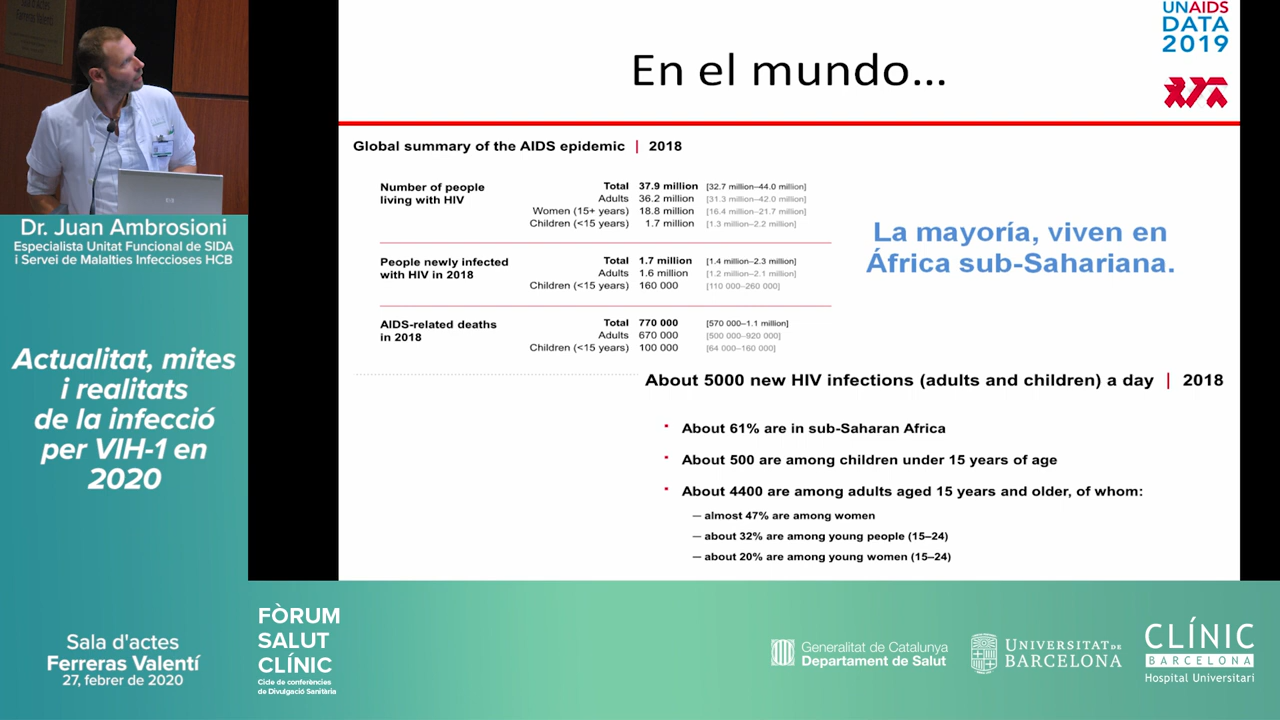 Sala d'actes
Ferreras Valentí
Dr. Juan Ambrosioni
Especialista Unitat Funcional de SIDA
i Servei de Malalties Infeccioses HCB
Actualitat, mites
i realitats
de la infecció
per VIH-1 en
2020
Sala d'actes
Ferreras Valentí
27, febrer de 2020
UNAIDS
DATA
2019
En el mundo...
Global summary of the AIDS epidemic | 2018
Number of people
living with HIV
Total 37.9 million [32.7 million–44.0 million]
Adults 36.2 million [31.3 million–42.0 million]
Women (15+ years) 18.8 million [16.4 million–21.7 million]
Children (<15 years) 1.7 million [1.3 million–2.2 million]
People newly infected
with HIV in 2018
Total 1.7 million [1.4 million–2.3 million]
Adults 1.6 million [1.2 million–2.1 million]
Children (<15 years) 160 000 [110 000–260 000]
AIDS-related deaths
in 2018
Total 770 000 [570 000–1.1 million]
Adults 670 000 [500 000–920 000]
Children (<15 years) 100 000 [64 000–160 000]
La mayoría, viven en
África sub-Sahariana.
About 5000 new HIV infections (adults and children) a day | 2018
About 61% are in sub-Saharan Africa
About 500 are among children under 15 years of age
About 4400 are among adults aged 15 years and older, of whom:
— almost 47% are among women
— about 32% are among young people (15–24)
— about 20% are among young women (15–24)
FÒRUM
SALUT
CLÍNIC
Cicle de conferències
de Divulgació Sanitària
Generalitat de Catalunya
Departament de Salut
UNIVERSITAT DE
BARCELONA
CLÍNIC
BARCELONA
Hospital Universitari